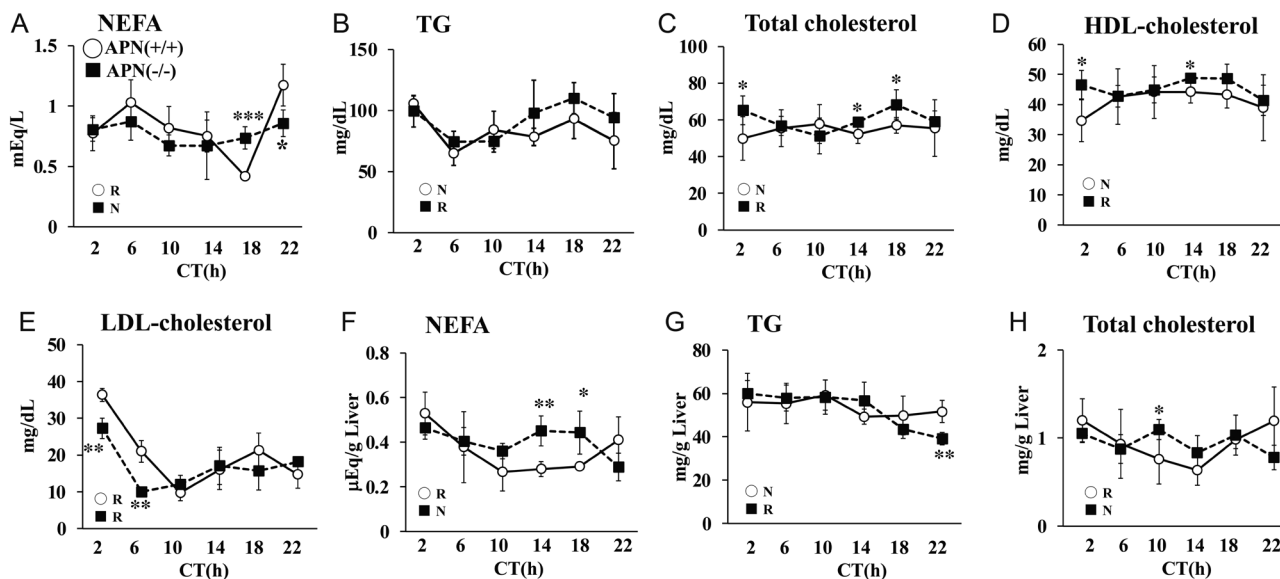 A NEFA
APN(+/+)
APN(-/-)
1.5
1
0.5
0
mEq/L
***
*
R
N
2 6 10 14 18 22
CT(h)
B TG
150
100
50
0
mg/dL
N
R
2 6 10 14 18 22
CT(h)
C Total cholesterol
100
80
60
40
20
0
mg/dL
* * *
N
R
2 6 10 14 18 22
CT(h)
D HDL-cholesterol
60
50
40
30
20
10
0
mg/dL
* *
N
R
2 6 10 14 18 22
CT(h)
E LDL-cholesterol
50
40
30
20
10
0
mg/dL
**
**
R
R
2 6 10 14 18 22
CT(h)
F NEFA
0.8
0.6
0.4
0.2
0
μEq/g Liver
** *
R
N
2 6 10 14 18 22
CT(h)
G TG
80
60
40
20
0
mg/g Liver
**
N
R
2 6 10 14 18 22
CT(h)
H Total cholesterol
2
1
0
mg/g Liver
*
R
N
2 6 10 14 18 22
CT(h)